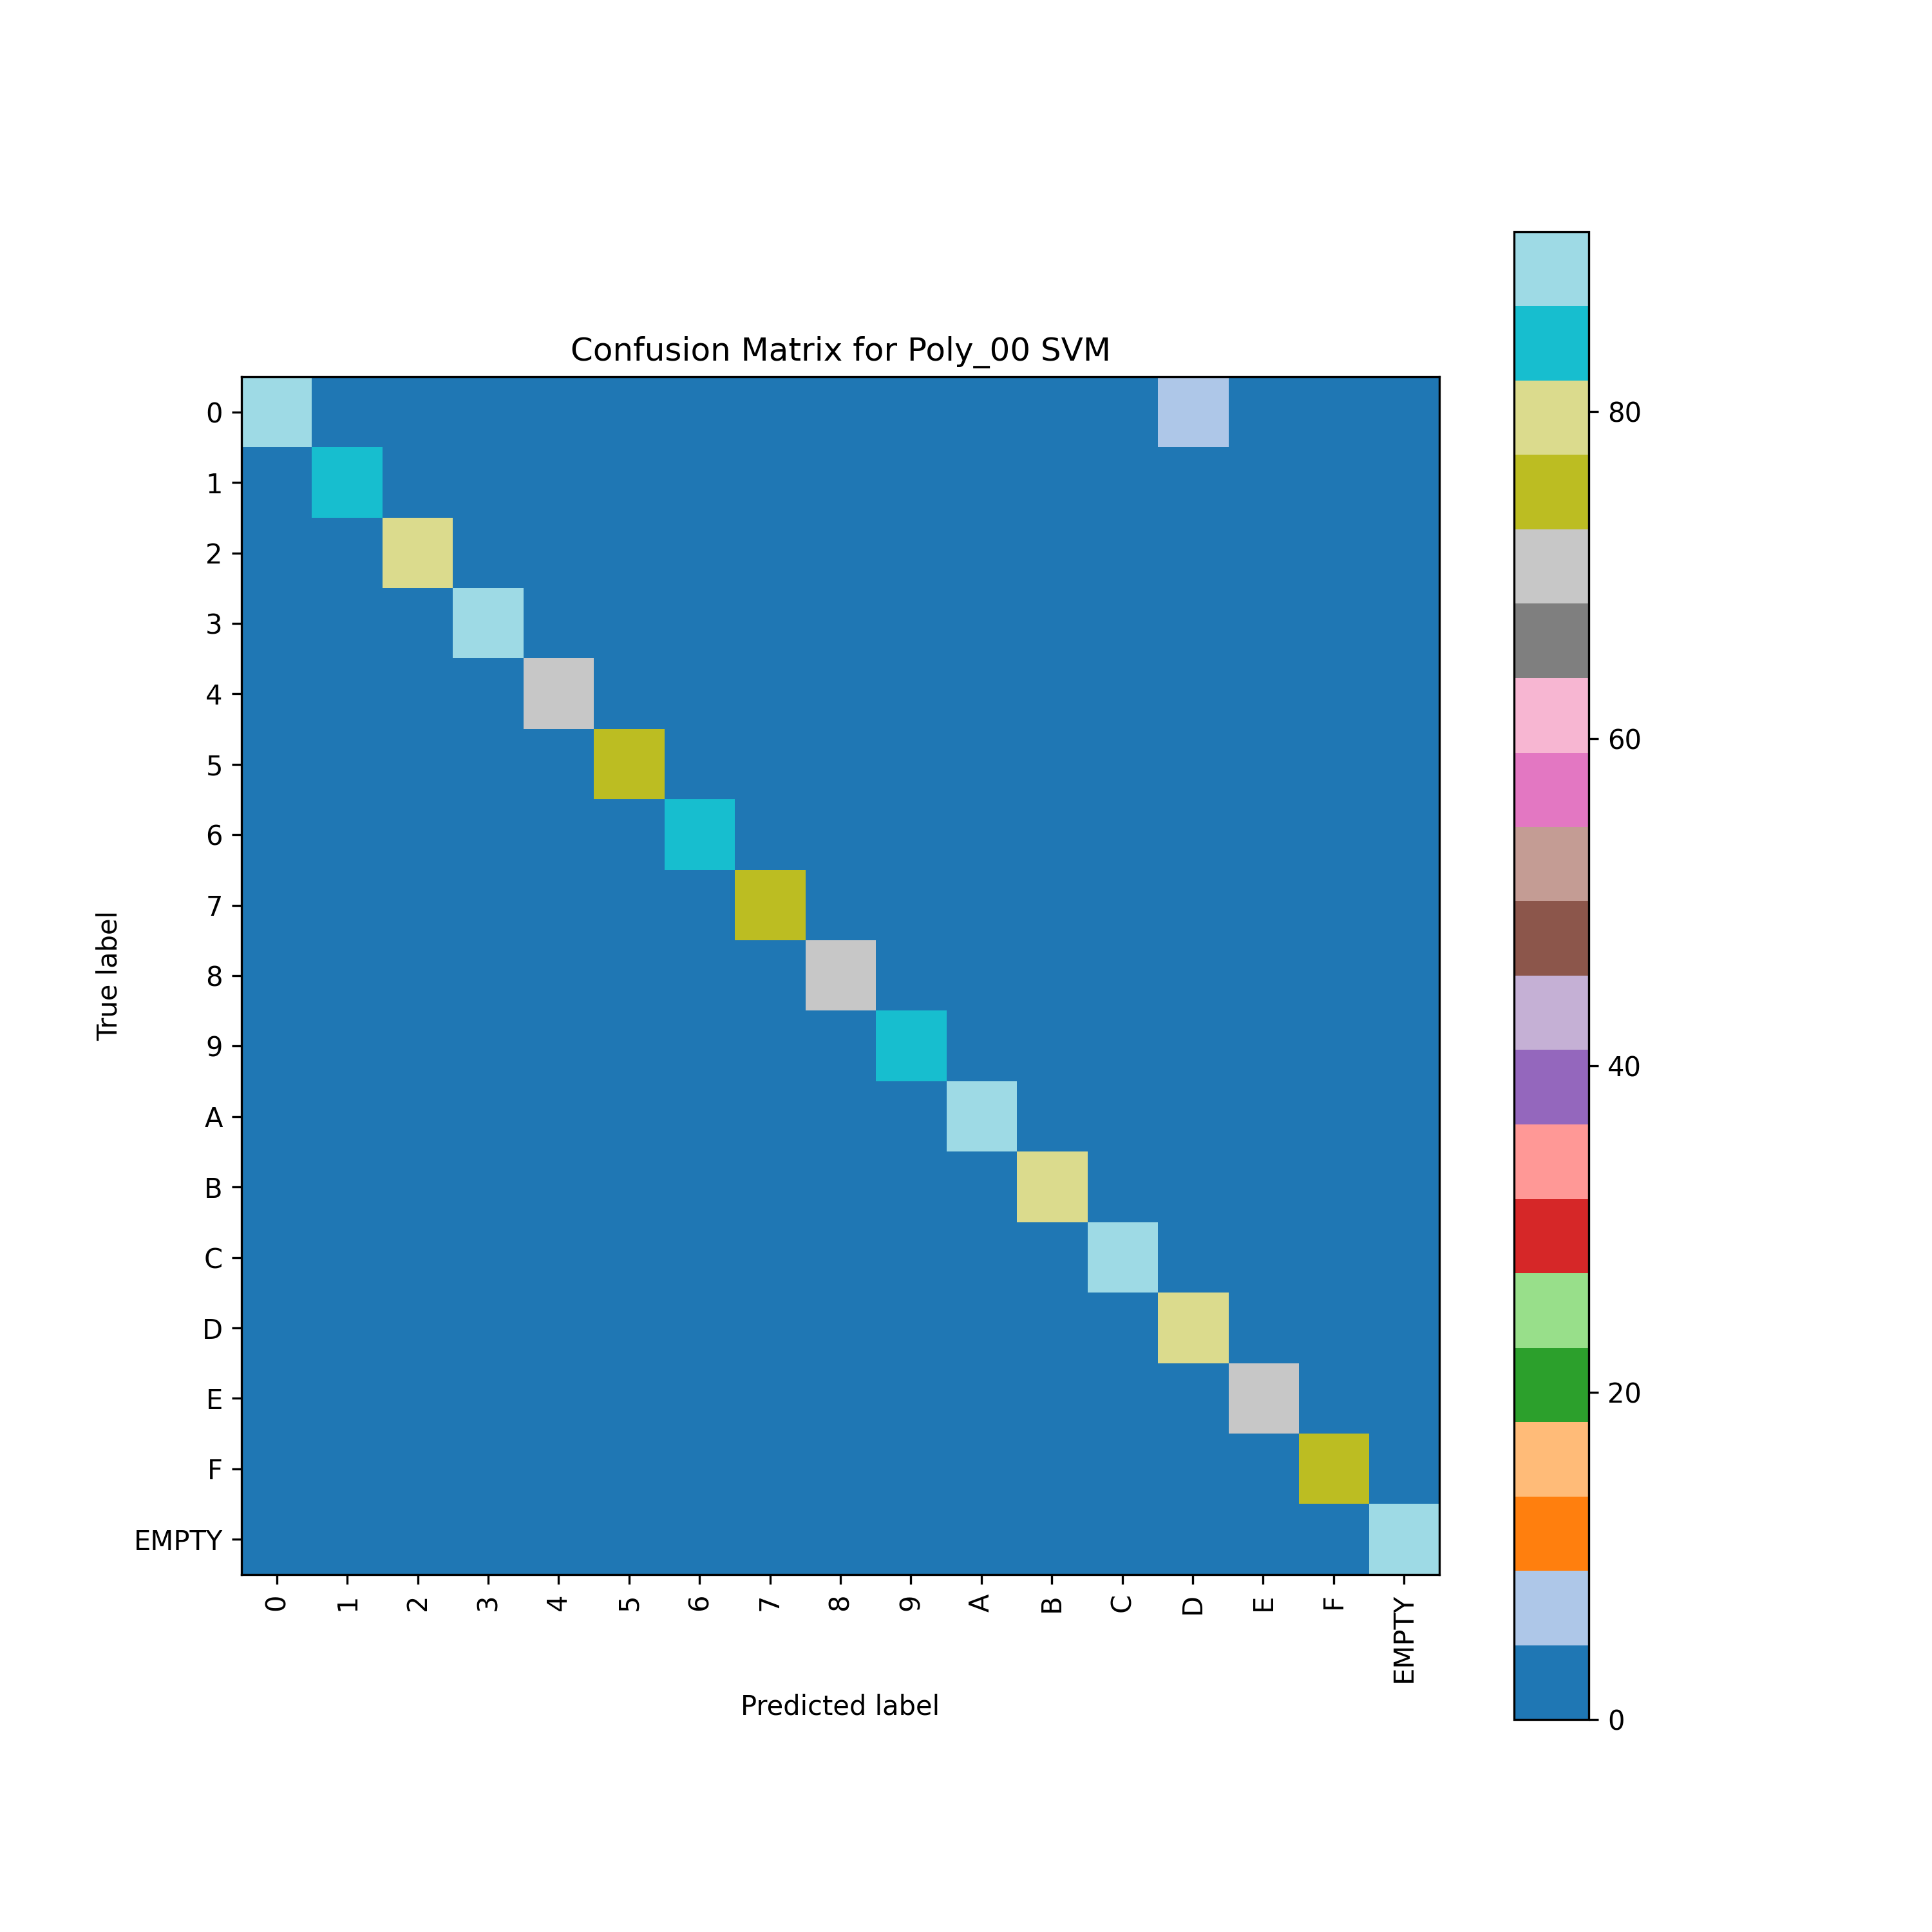 Confusion Matrix for Poly_00 SVM
True label
0
1
2
3
4
5
6
7
8
9
A
B
C
D
E
F
EMPTY
0 1 2 3 4 5 6 7 8 9 A B C D E F EMPTY
Predicted label
80
60
40
20
0